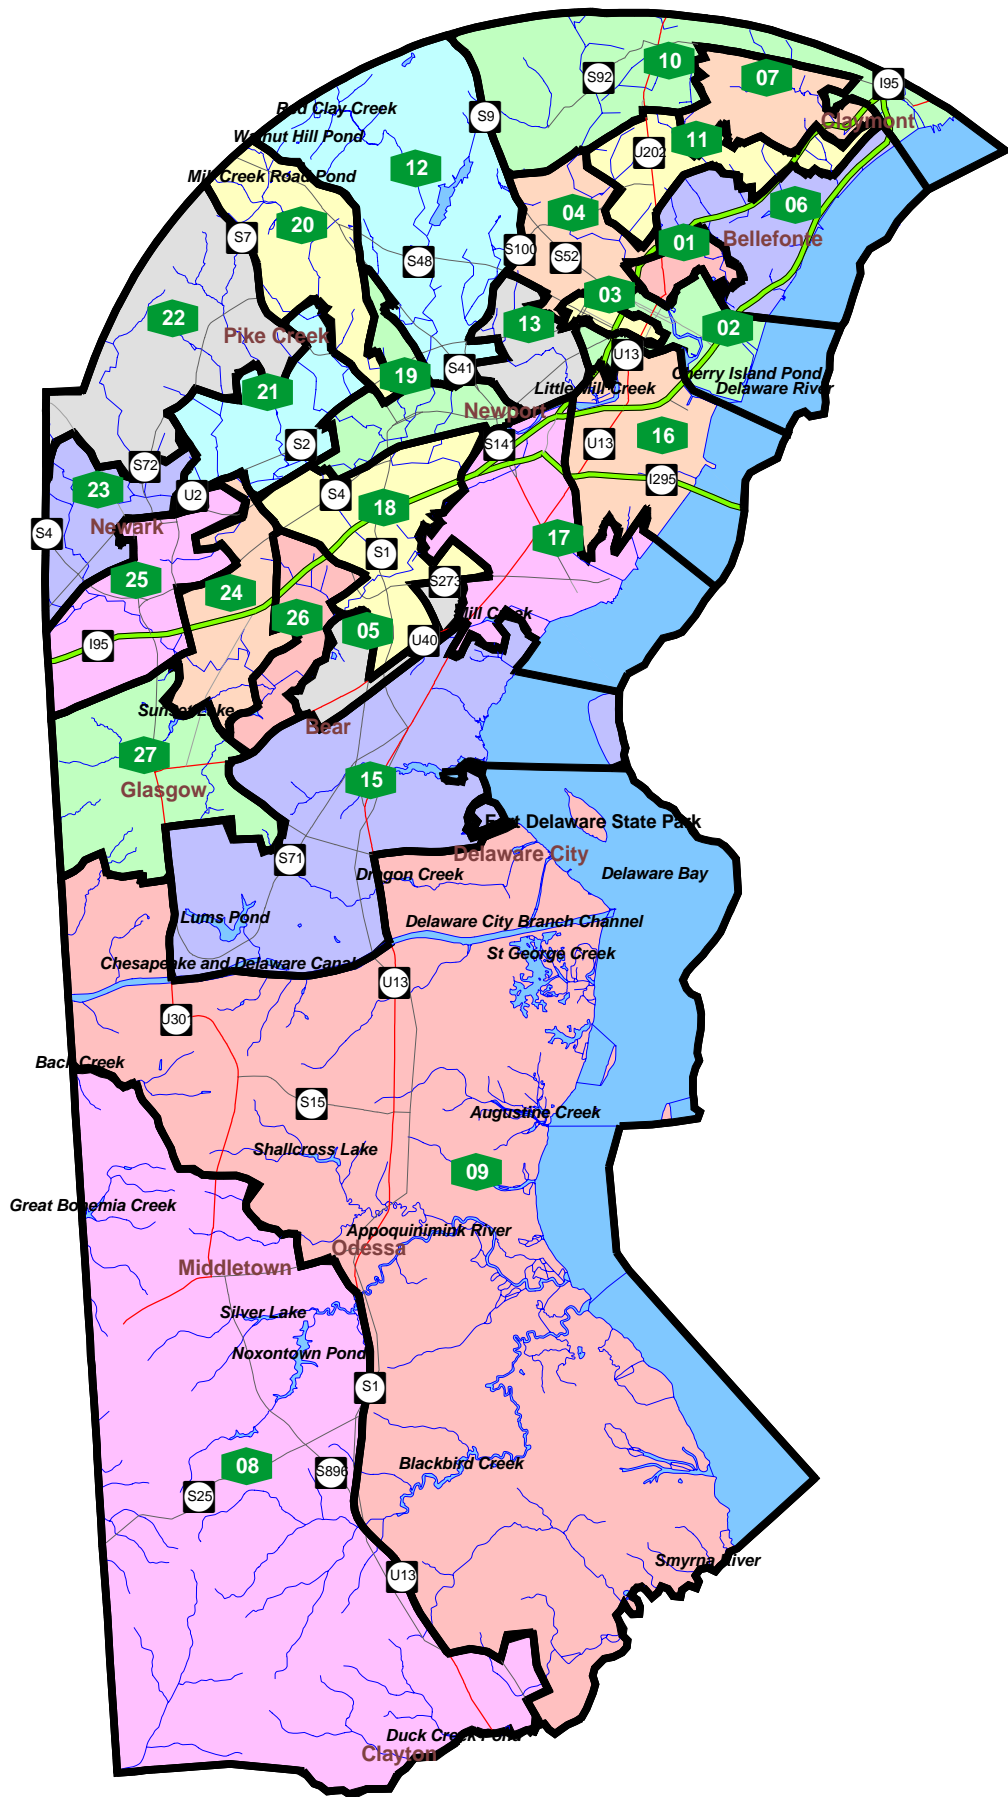 10
07
S92
I95
Red Clay Creek
S9
Claymont
Walnut Hill Pond
11
U202
12
Mill Creek Road Pond
06
04
20
01
Bellefonte
S7
S100
S52
S48
03
22
13
02
Pike Creek
U13
S41
Cherry Island Pond
19
Little Mill Creek
Delaware River
21
Newport
16
S2
S141
U13
S72
I295
23
U2
S4
18
Newark
S4
17
S1
25
S273
24
Mill Creek
26
05
U40
I95
Sunset Lake
Bear
27
15
Glasgow
Fort Delaware State Park
Delaware City
S71
Dragon Creek
Delaware Bay
Lums Pond
Delaware City Branch Channel
St George Creek
Chesapeake and Delaware Canal
U13
U301
Back Creek
S15
Augustine Creek
Shallcross Lake
09
Great Bohemia Creek
Appoquinimink River
Odessa
Middletown
Silver Lake
Noxontown Pond
S1
08
Blackbird Creek
S896
S25
Smyrna River
U13
Duck Creek Pond
Clayton